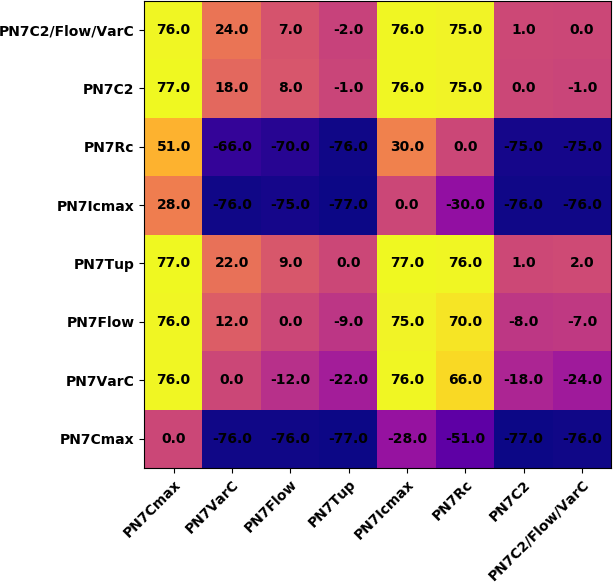 PN7C2/Flow/VarC 76.0 24.0 7.0 -2.0 76.0 75.0 1.0 0.0
PN7C2 77.0 18.0 8.0 -1.0 76.0 75.0 0.0 -1.0
PN7Rc 51.0 -66.0 -70.0 -76.0 30.0 0.0 -75.0 -75.0
PN7Icmax 28.0 -76.0 -75.0 -77.0 0.0 -30.0 -76.0 -76.0
PN7Tup 77.0 22.0 9.0 0.0 77.0 76.0 1.0 2.0
PN7Flow 76.0 12.0 0.0 -9.0 75.0 70.0 -8.0 -7.0
PN7VarC 76.0 0.0 -12.0 -22.0 76.0 66.0 -18.0 -24.0
PN7Cmax 0.0 -76.0 -76.0 -77.0 -28.0 -51.0 -77.0 -76.0
PN7Cmax PN7VarC PN7Flow PN7Tup PN7Icmax PN7Rc PN7C2 PN7C2/Flow/VarC